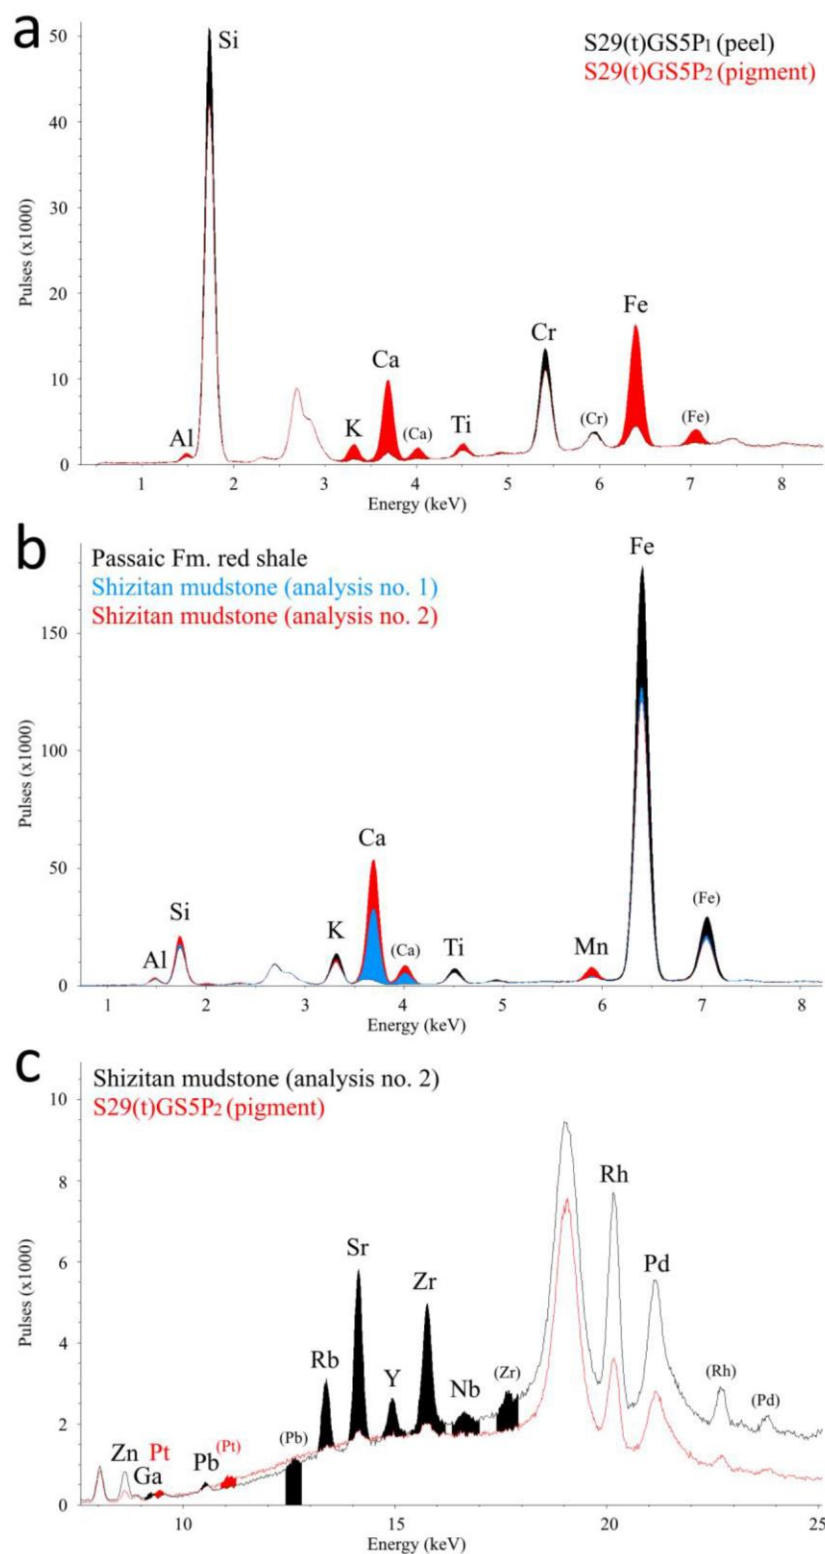 a
S29(t)GS5P1 (peel)
S29(t)GS5P2 (pigment)
Si
Al
K
Ca
(Ca)
Ti
Cr
(Cr)
Fe
(Fe)
50
40
30
20
10
0
Pulses (x1000)
1 2 3 4 5 6 7 8
Energy (keV)
b
Passaic Fm. red shale
Shizitan mudstone (analysis no. 1)
Shizitan mudstone (analysis no. 2)
Fe
Ca
Si
Al
K
(Ca)
Ti
Mn
(Fe)
150
100
50
0
Pulses (x1000)
1 2 3 4 5 6 7 8
Energy (keV)
c
Shizitan mudstone (analysis no. 2)
S29(t)GS5P2 (pigment)
Rh
Sr
Pd
Zr
Rb
Y
Nb
(Zr)
(Rh)
(Pd)
Zn
Pt
Ga
Pb
(Pt)
(Pb)
10
8
6
4
2
0
Pulses (x1000)
10 15 20 25
Energy (keV)